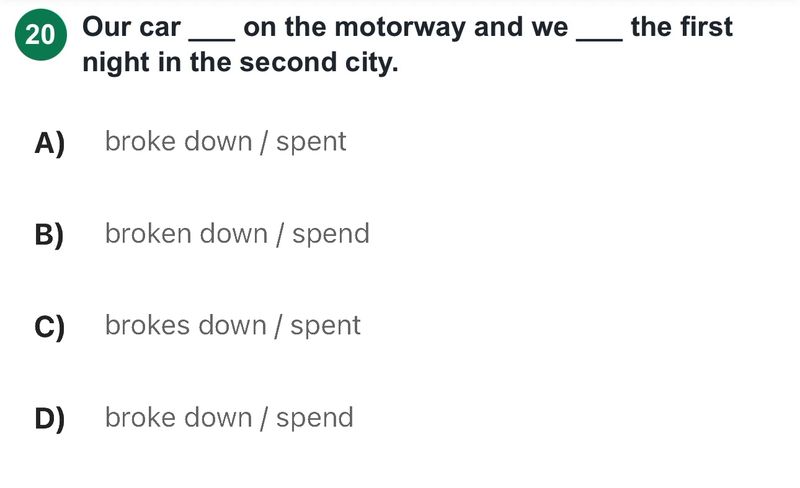 20 Our car ___ on the motorway and we ___ the first
night in the second city.
A) broke down / spent
B) broken down / spend
C) brokes down / spent
D) broke down / spend